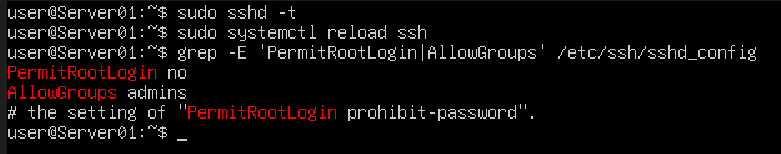 user@Server01:~$ sudo sshd -t
user@Server01:~$ sudo systemctl reload ssh
user@Server01:~$ grep -E 'PermitRootLogin|AllowGroups' /etc/ssh/sshd_config
PermitRootLogin no
AllowGroups admins
# the setting of "PermitRootLogin prohibit-password".
user@Server01:~$ _